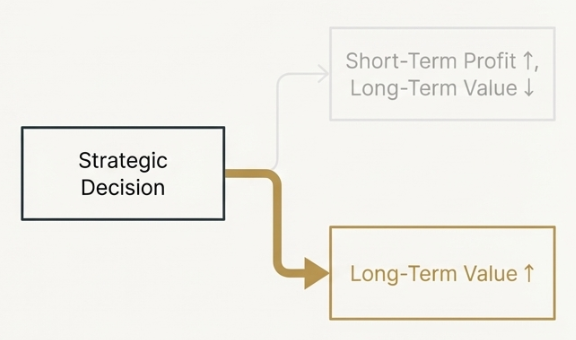 Short-Term Profit ↑,
Long-Term Value ↓
Strategic
Decision
Long-Term Value ↑